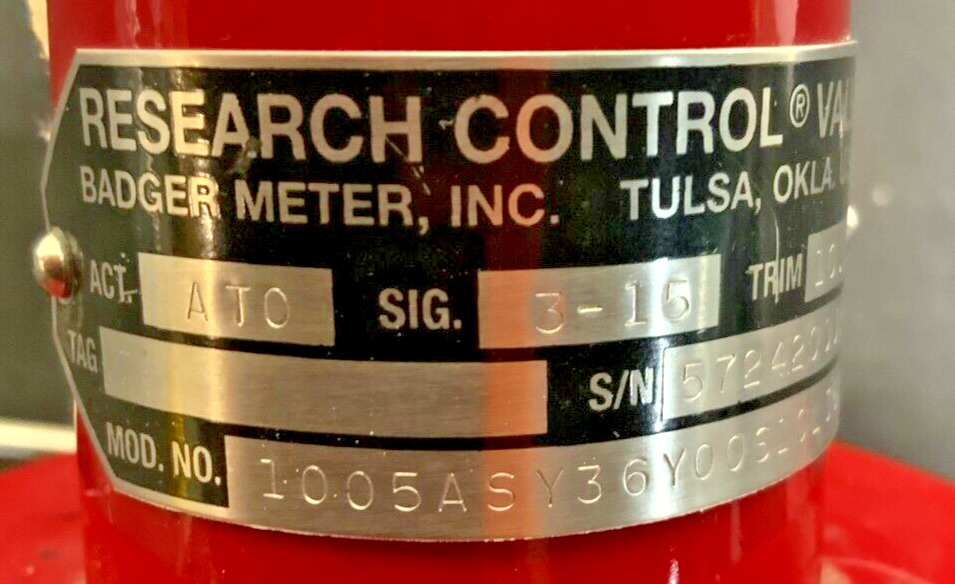 RESEARCH CONTROL®
BADGER METER, INC. TULSA, OKLA.
ACT. ATO SIG. 3-15 TRIM
TAG S/N
MOD. NO.